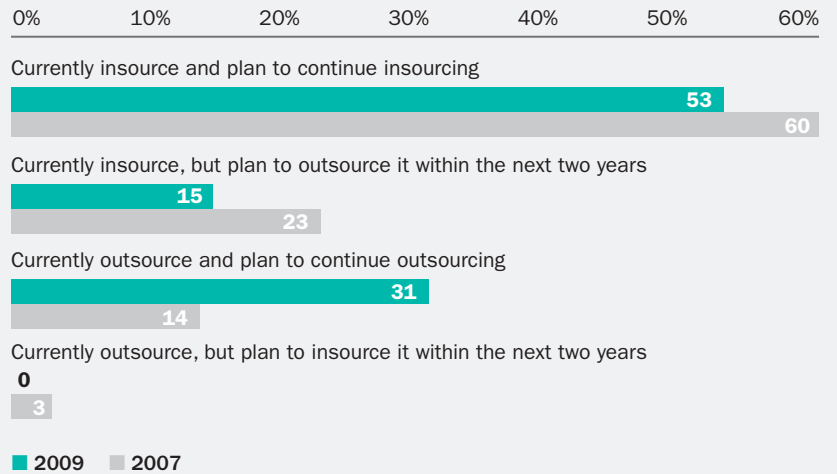 0% 10% 20% 30% 40% 50% 60%
Currently insource and plan to continue insourcing
53
60
Currently insource, but plan to outsource it within the next two years
15
23
Currently outsource and plan to continue outsourcing
31
14
Currently outsource, but plan to insource it within the next two years
0
3
2009 2007